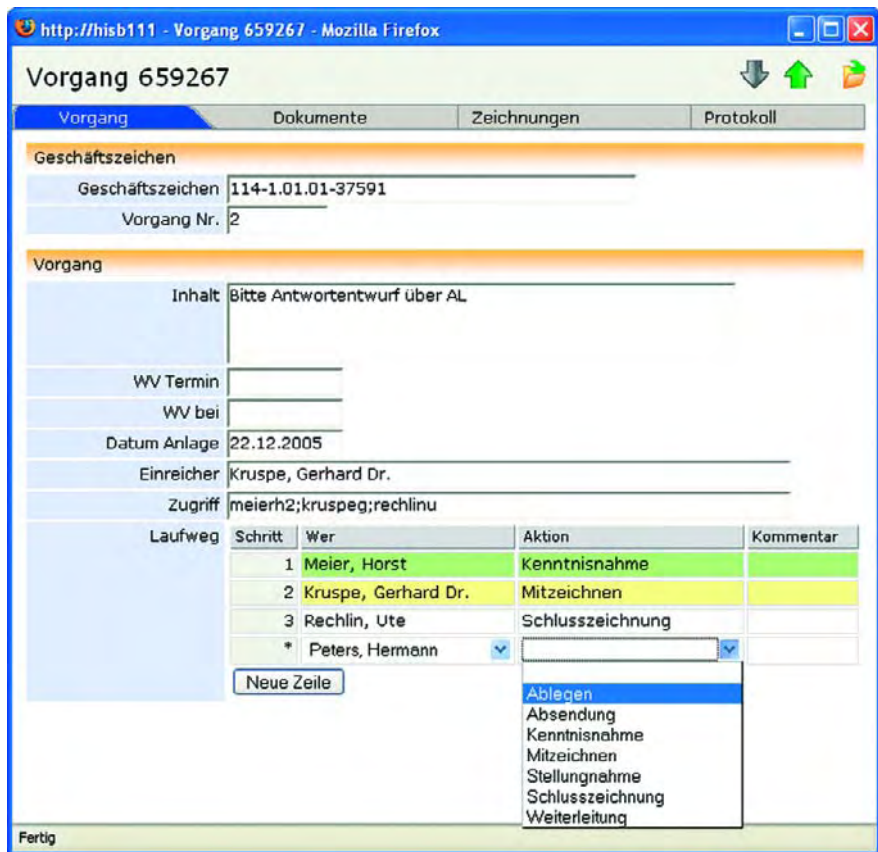 http://hisb111 - Vorgang 659267 - Mozilla Firefox
Vorgang 659267
Vorgang Dokumente Zeichnungen Protokoll
Geschäftszeichen
Geschäftszeichen 114-1.01.01-37591
Vorgang Nr. 2
Vorgang
Inhalt Bitte Antwortentwurf über AL
WV Termin
WV bei
Datum Anlage 22.12.2005
Einreicher Kruspe, Gerhard Dr.
Zugriff meierh2;kruspeg;rechlinu
Laufweg Schritt Wer Aktion Kommentar
1 Meier, Horst Kenntnisnahme
2 Kruspe, Gerhard Dr. Mitzeichnen
3 Rechlin, Ute Schlusszeichnung
* Peters, Hermann
Neue Zeile
Ablegen
Absendung
Kenntnisnahme
Mitzeichnen
Stellungnahme
Schlusszeichnung
Weiterleitung
Fertig